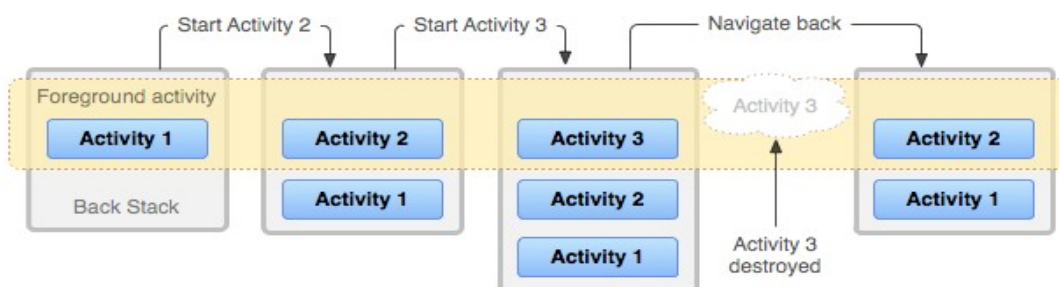 Start Activity 2
Start Activity 3
Navigate back
Foreground activity
Activity 1
Back Stack
Activity 2
Activity 1
Activity 3
Activity 2
Activity 1
Activity 3
Activity 3
destroyed
Activity 2
Activity 1